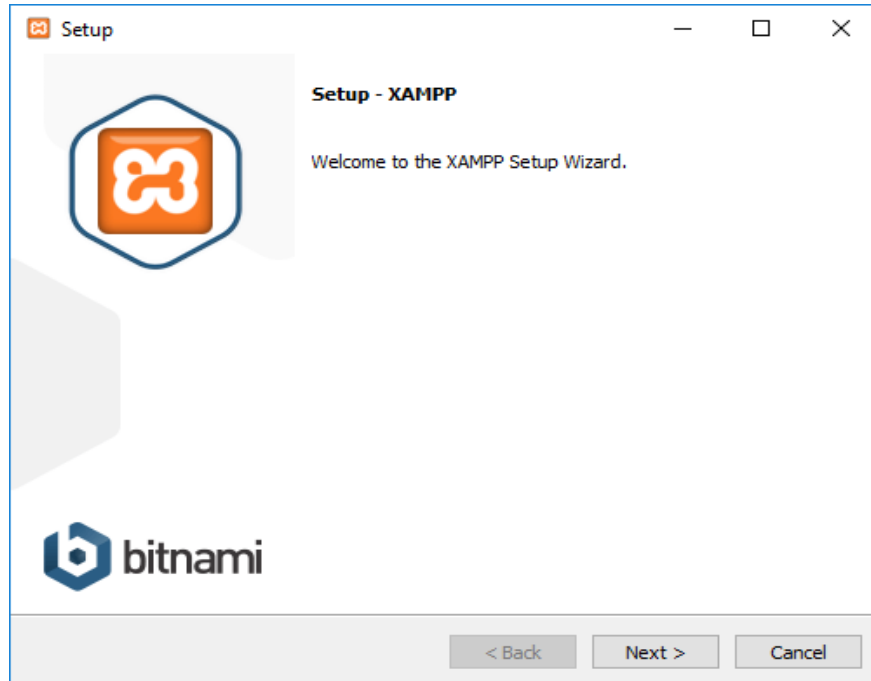 Setup
Setup - XAMPP
Welcome to the XAMPP Setup Wizard.
bitnami
< Back
Next >
Cancel